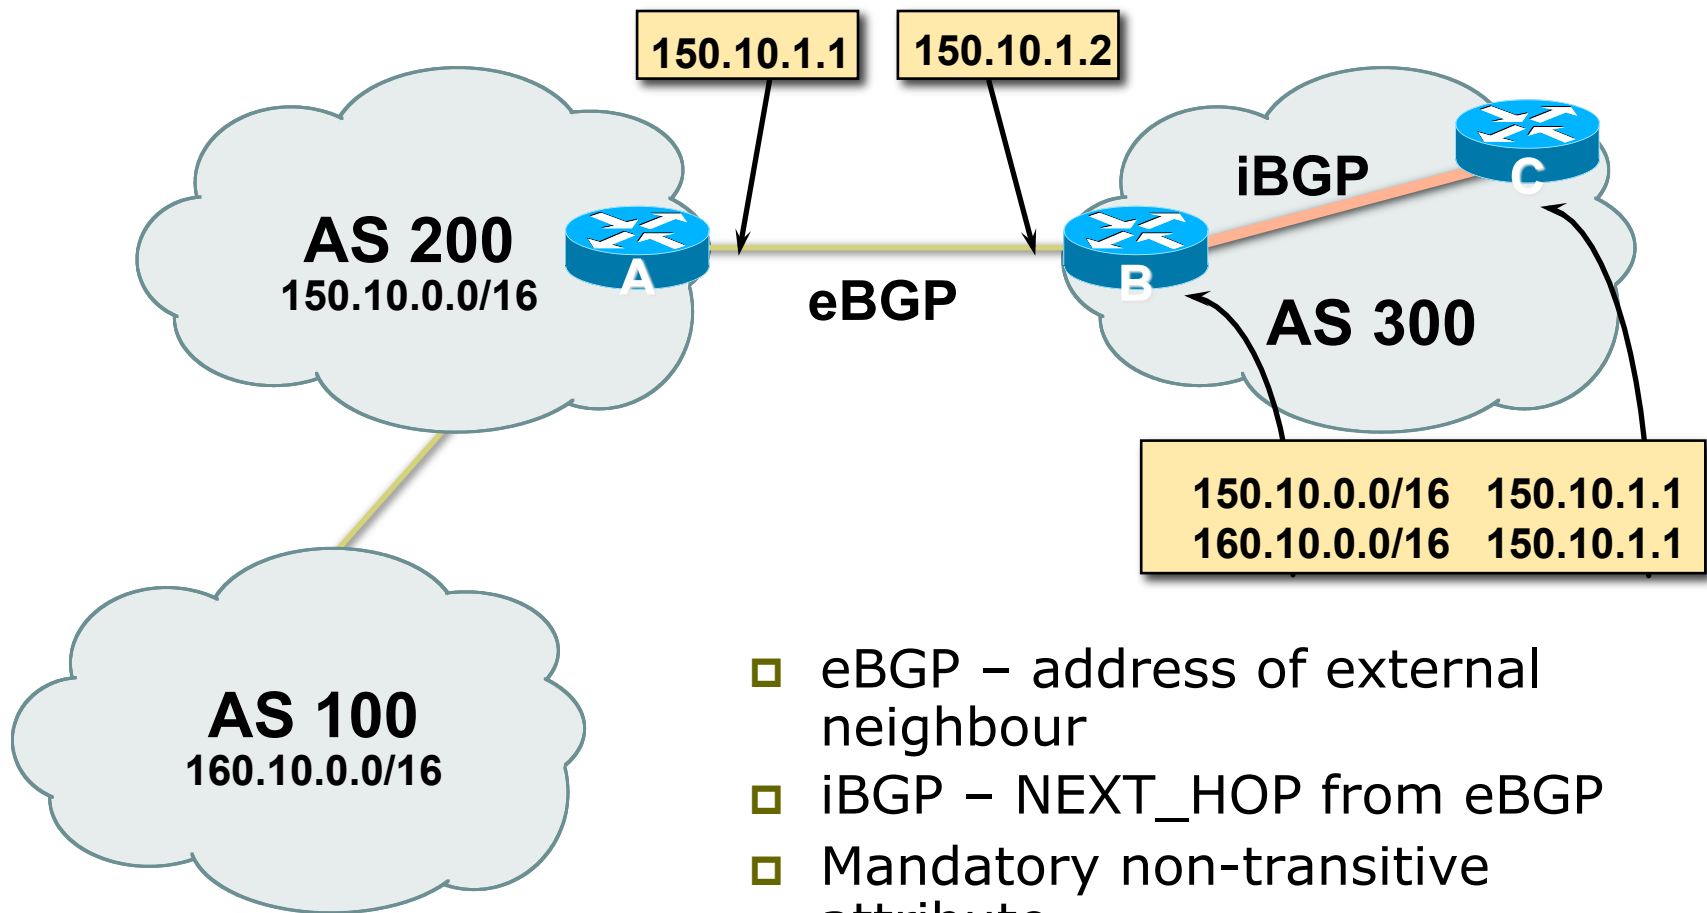 150.10.1.1
150.10.1.2
C
iBGP
AS 200
150.10.0.0/16
A
B
eBGP
AS 300
150.10.0.0/16 150.10.1.1
160.10.0.0/16 150.10.1.1
AS 100
160.10.0.0/16
eBGP – address of external
neighbour
iBGP – NEXT_HOP from eBGP
Mandatory non-transitive
attribute